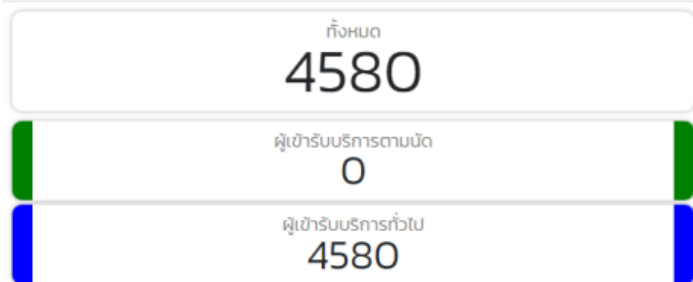 ทั้งหมด
4580
ผู้เข้ารับบริการตามนัด
0
ผู้เข้ารับบริการทั่วไป
4580